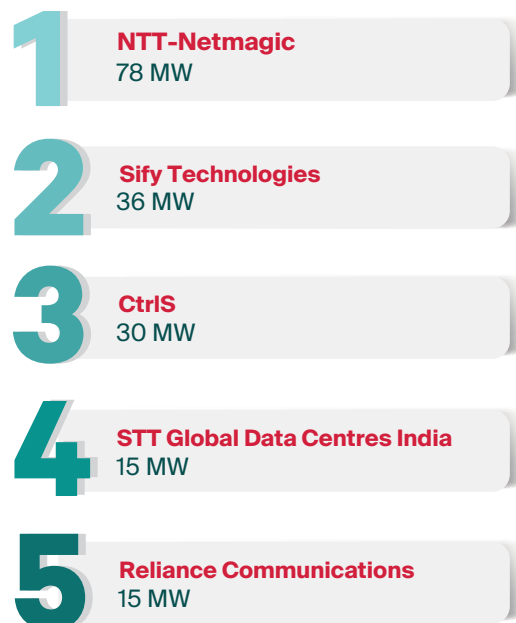 1
NTT-Netmagic
78 MW
2
Sify Technologies
36 MW
3
CtrlS
30 MW
4
STT Global Data Centres India
15 MW
5
Reliance Communications
15 MW